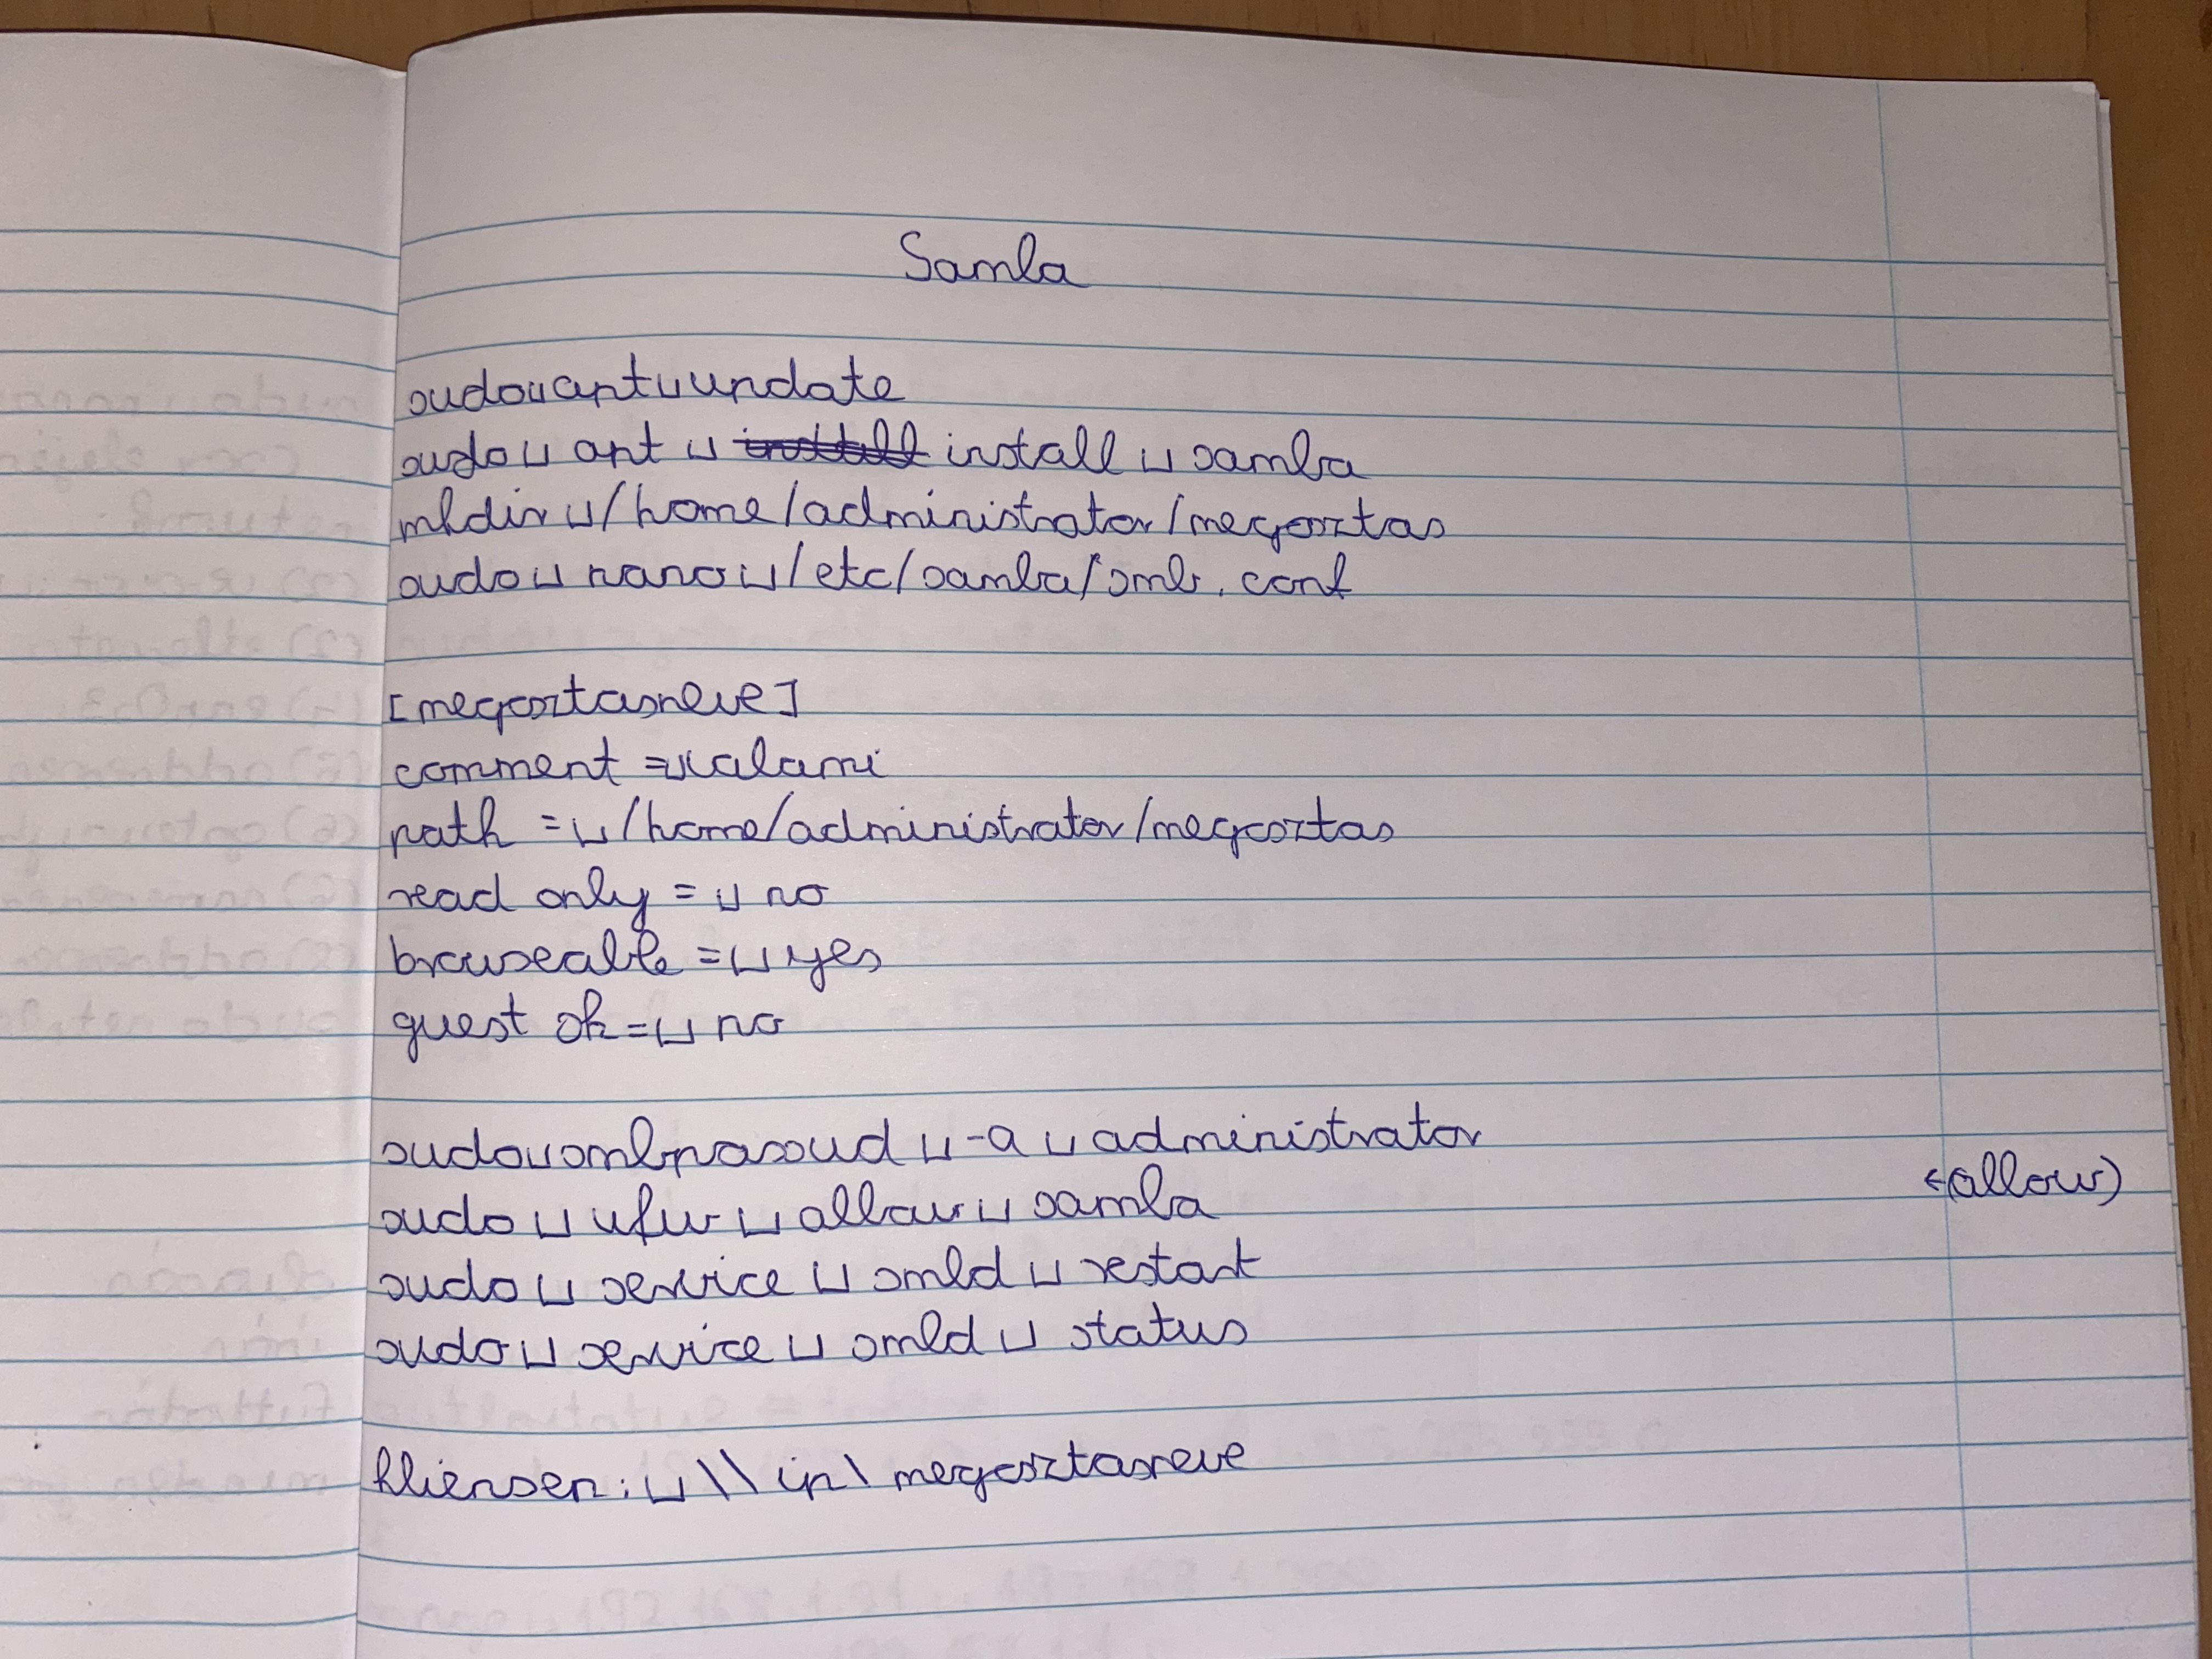 Samba
sudo␣apt␣update
sudo␣apt␣install␣samba
mkdir␣/home/administrator/megosztas
sudo␣nano␣/etc/samba/smb.conf
[megosztasneve]
comment =␣valami
path =␣/home/administrator/megosztas
read only =␣no
browseable =␣yes
guest ok =␣no
sudo␣smbpasswd␣-a␣administrator
sudo␣ufw␣allow␣samba (allow)
sudo␣service␣smbd␣restart
sudo␣service␣smbd␣status
kliensen:␣\\ip\megosztasneve